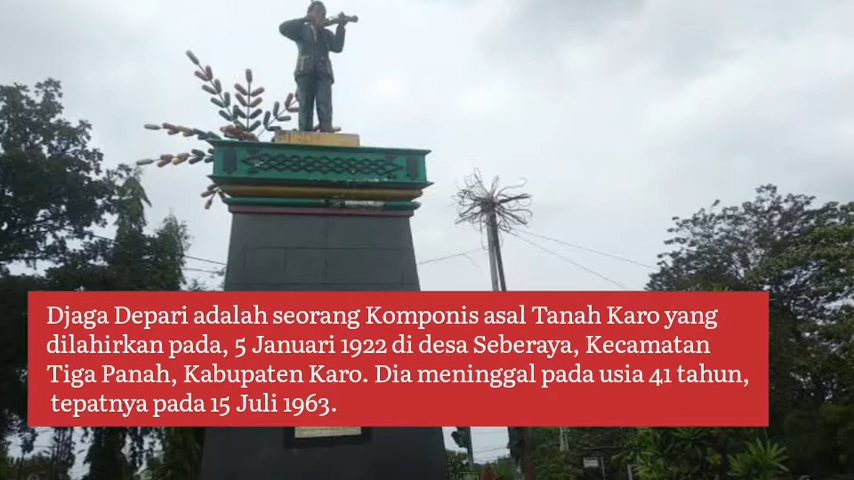 Djaga Depari adalah seorang Komponis asal Tanah Karo yang
dilahirkan pada, 5 Januari 1922 di desa Seberaya, Kecamatan
Tiga Panah, Kabupaten Karo. Dia meninggal pada usia 41 tahun,
tepatnya pada 15 Juli 1963.